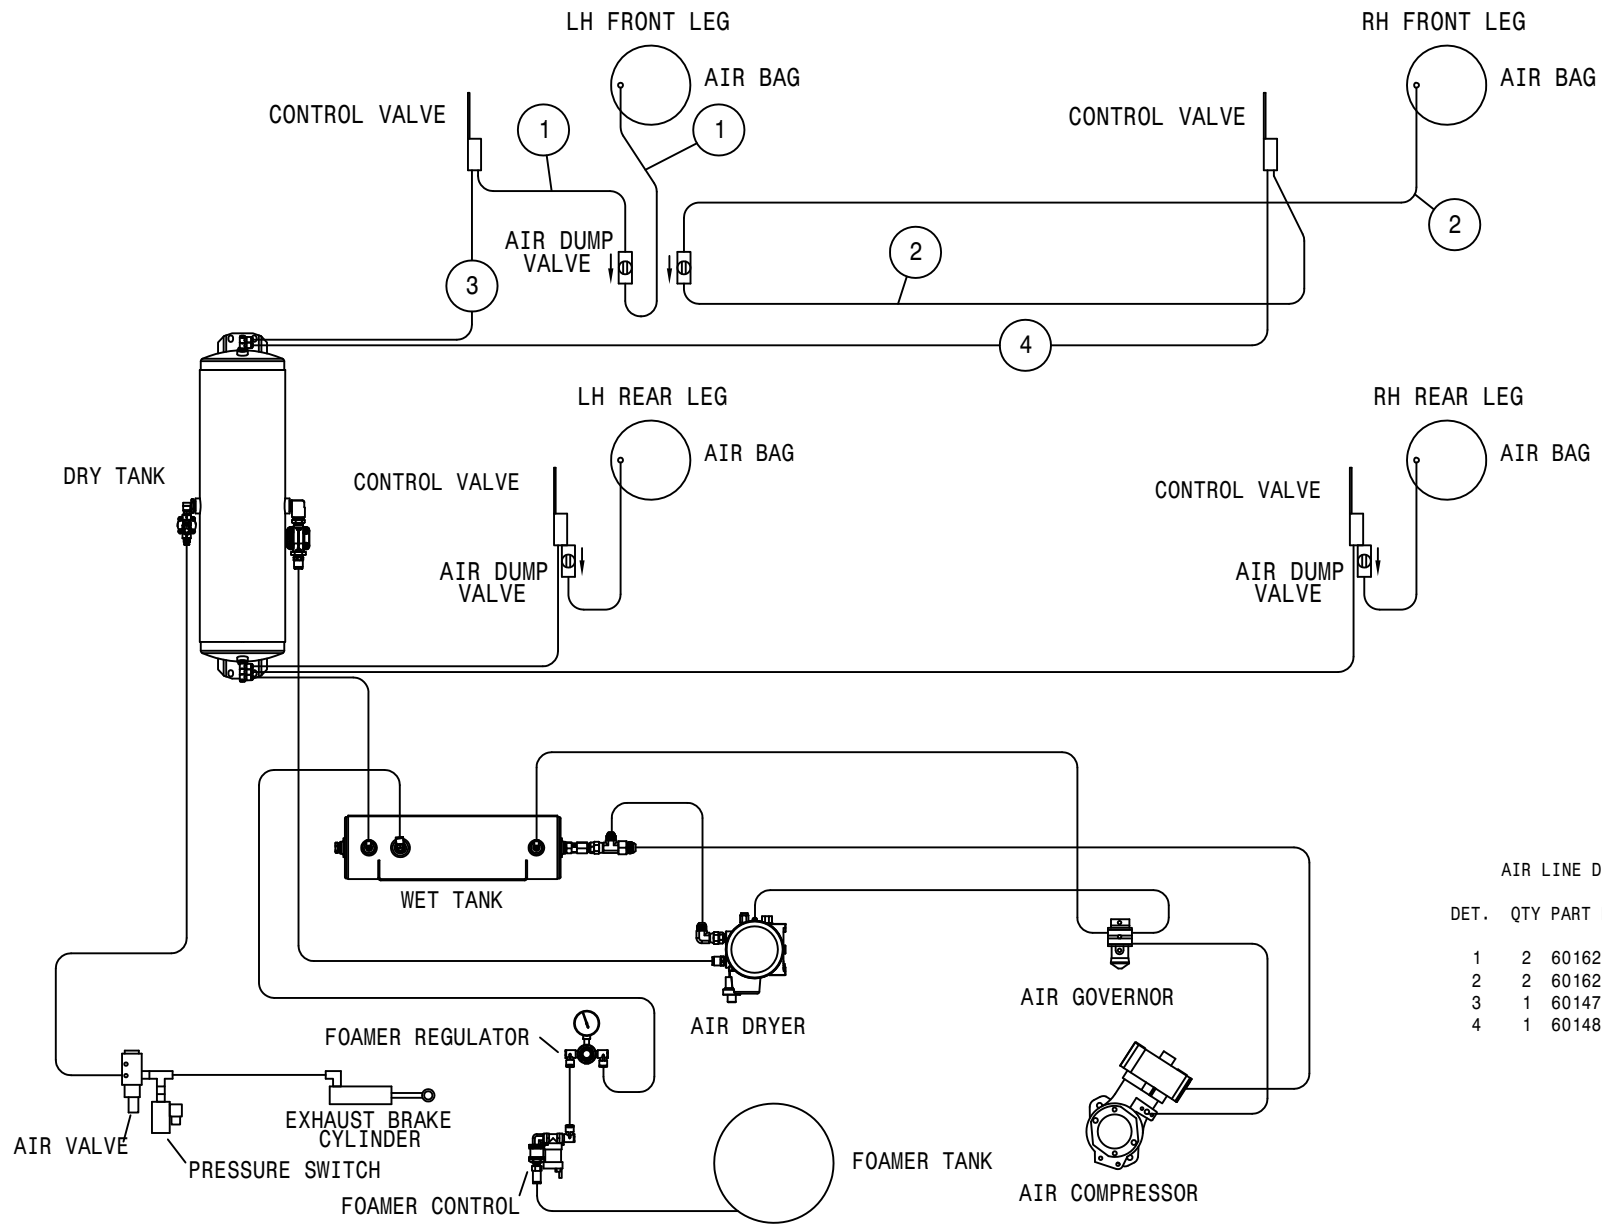 LH FRONT LEG
RH FRONT LEG
AIR BAG
AIR BAG
CONTROL VALVE
1
1
CONTROL VALVE
2
AIR DUMP
VALVE
2
3
4
LH REAR LEG
RH REAR LEG
AIR BAG
AIR BAG
DRY TANK
CONTROL VALVE
CONTROL VALVE
AIR DUMP
VALVE
AIR DUMP
VALVE
WET TANK
AIR LINE D
DET. QTY PART
1 2 60162
2 2 60162
3 1 60147
4 1 60148
AIR GOVERNOR
AIR DRYER
FOAMER REGULATOR
EXHAUST BRAKE
CYLINDER
AIR VALVE
PRESSURE SWITCH
FOAMER TANK
FOAMER CONTROL
AIR COMPRESSOR